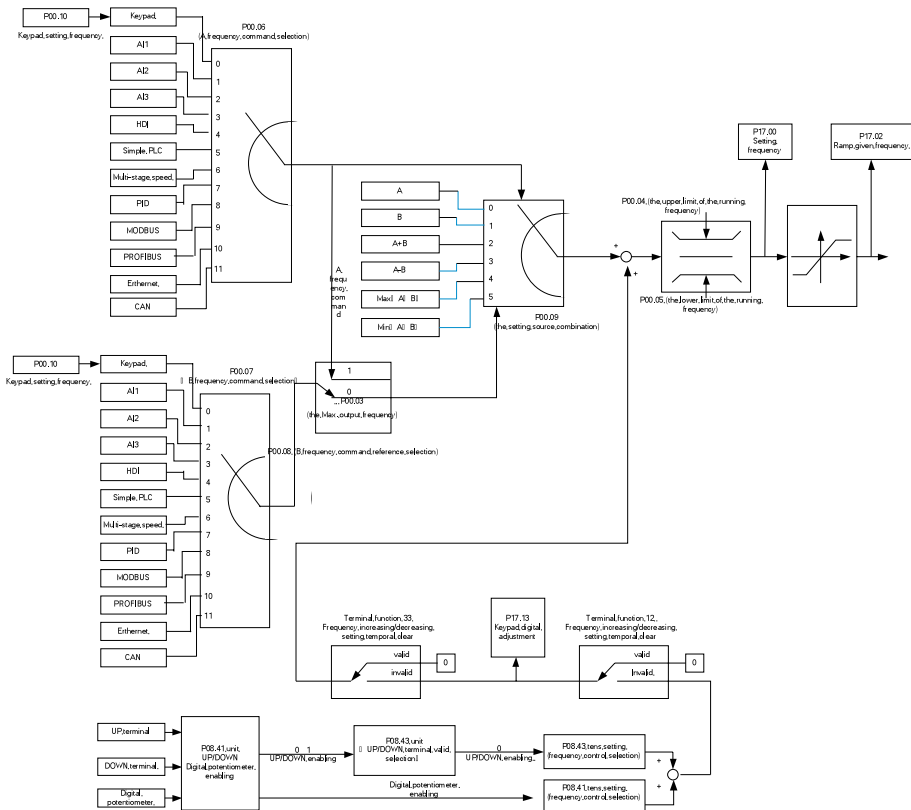 P00.10
Keypad,
Keypad,setting,frequency,
P00.06
(A,frequency,command,selection)
AI1
AI2
AI3
HDI
Simple,PLC
Multi-stage,speed,
PID
MODBUS
PROFIBUS
Erthernet,
CAN
0
1
2
3
4
5
6
7
8
9
10
11
A,
frequ
ency,
com
man
d
A
B
A+B
A-B
Max( A, B)
Min( A, B)
0
1
2
3
4
5
P00.09
(the,setting,source,combination)
+
+
P00.04,(the,upper,limit,of,the,running,
frequency)
P00.05,(the,lower,limit,of,the,running,
frequency)
P17.00
Setting,
frequency
P17.02
Ramp,given,frequency,
P00.10
Keypad,
Keypad,setting,frequency,
P00.07
B,frequency,command,selection)
AI1
AI2
AI3
HDI
Simple,PLC
Multi-stage,speed,
PID
MODBUS
PROFIBUS
Erthernet,
CAN
0
1
2
3
4
5
6
7
8
9
10
11
1
0
P00.03
(the,Max.,output,frequency)
P00.08,(B,frequency,command,reference,selection)
Terminal,function,33,
Frequency,increasing/decreasing,
setting,temporal,clear
valid
invalid
0
P17.13
Keypad,digital,
adjustment
Terminal,function,12,,
Frequency,increasing/decreasing,
setting,temporal,clear
valid
Invalid,
0
UP,terminal
DOWN,terminal,
Digital,
potentiometer,
P08.41,unit,
UP/DOWN
Digital,potentiometer,
enabling
0 1
UP/DOWN,enabling
P08.43,unit
UP/DOWN,terminal,valid,
selection
0
UP/DOWN,enabling,
P08.43,tens,setting,
(frequency,control,selection)
Digital,potentiometer,
enabling
P08.41,tens,setting,
(frequency,control,selection)
+
+